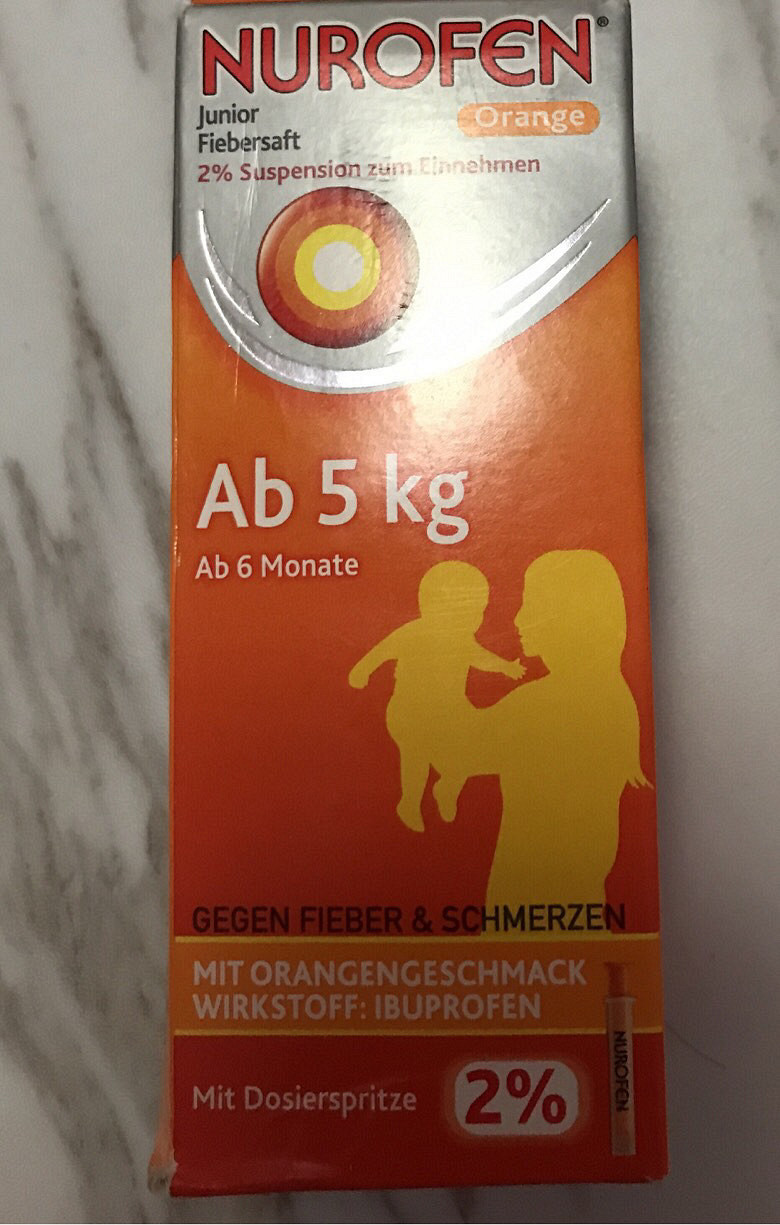 NUROFEN®
Junior
Fiebersaft
Orange
2% Suspension zum Einnehmen
Ab 5 kg
Ab 6 Monate
GEGEN FIEBER & SCHMERZEN
MIT ORANGENGESCHMACK
WIRKSTOFF: IBUPROFEN
Mit Dosierspritze
2%
NUROFEN